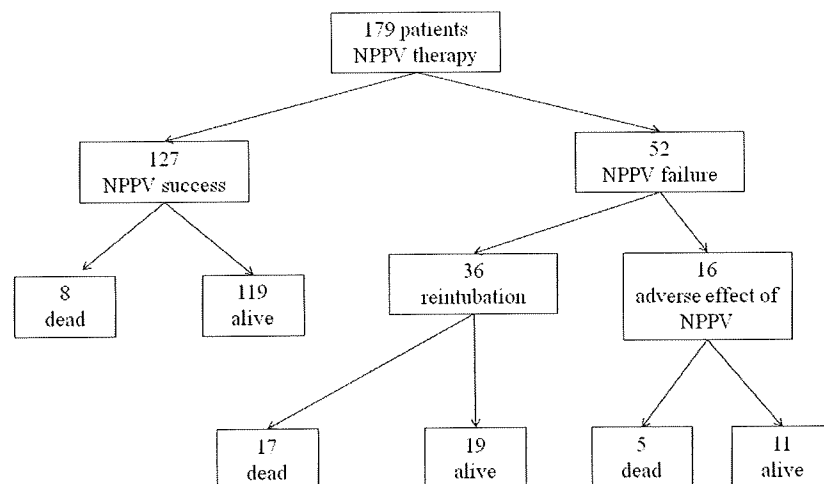 179 patients
NPPV therapy
127
NPPV success
52
NPPV failure
8
dead
119
alive
36
reintubation
16
adverse effect of
NPPV
17
dead
19
alive
5
dead
11
alive